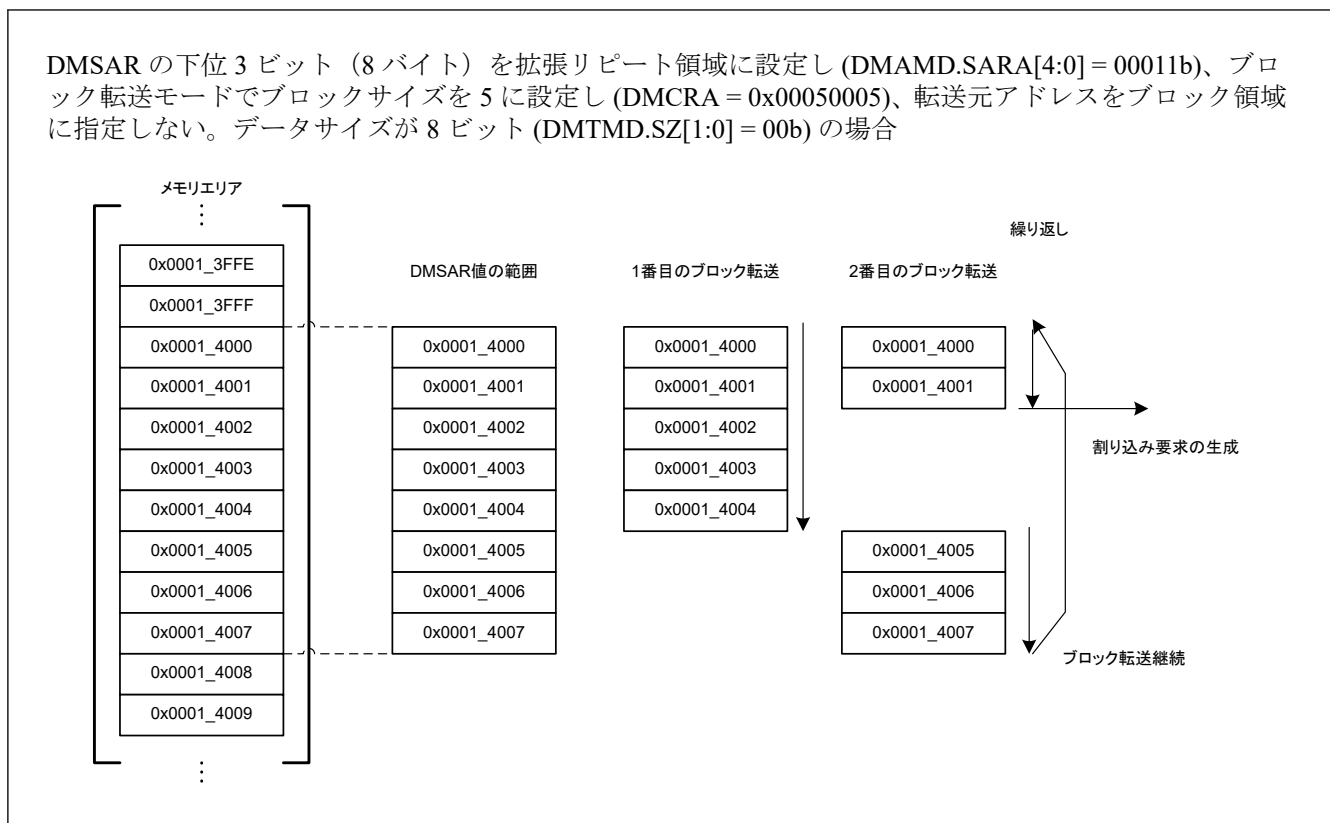 DMSAR の下位 3 ビット（8 バイト）を拡張リピート領域に設定し (DMAMD.SARA[4:0] = 00011b)、ブロ
ック転送モードでブロックサイズを 5 に設定し (DMCRA = 0x00050005)、転送元アドレスをブロック領域
に指定しない。データサイズが 8 ビット (DMTMD.SZ[1:0] = 00b) の場合
メモリエリア
⋮
0x0001_3FFE
0x0001_3FFF
0x0001_4000
0x0001_4001
0x0001_4002
0x0001_4003
0x0001_4004
0x0001_4005
0x0001_4006
0x0001_4007
0x0001_4008
0x0001_4009
⋮
DMSAR値の範囲
0x0001_4000
0x0001_4001
0x0001_4002
0x0001_4003
0x0001_4004
0x0001_4005
0x0001_4006
0x0001_4007
1番目のブロック転送
0x0001_4000
0x0001_4001
0x0001_4002
0x0001_4003
0x0001_4004
2番目のブロック転送
0x0001_4000
0x0001_4001
0x0001_4005
0x0001_4006
0x0001_4007
繰り返し
割り込み要求の生成
ブロック転送継続